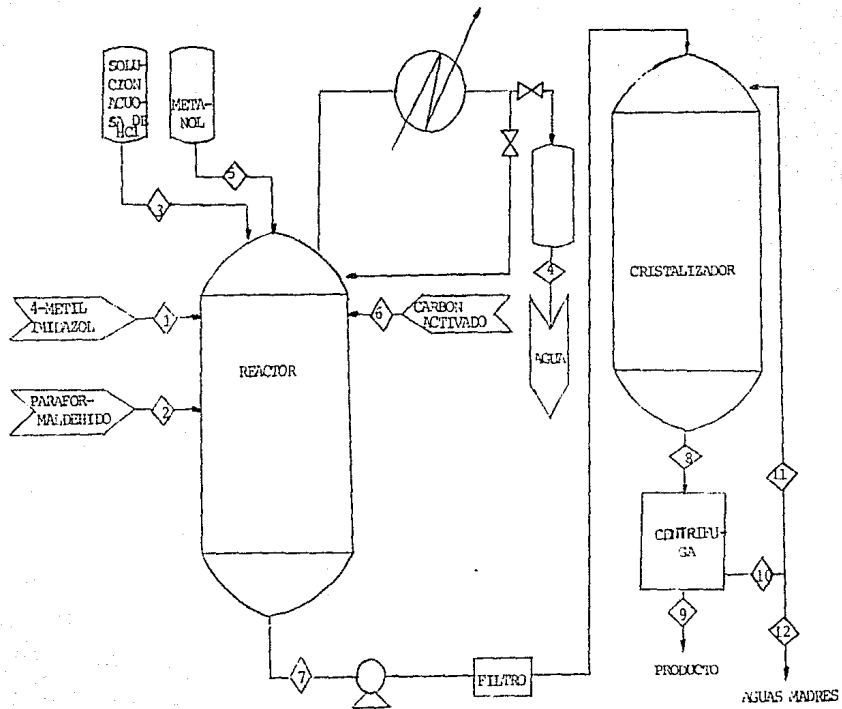 SOLU-
CION
ACUO-
SA DE
HCl
META-
NOL
5
3
4-METIL
IMIDAZOL
1
6
CARBON
ACTIVADO
4
AGUA
CRISTALIZADOR
REACTOR
PARAFOR-
MALDEHIDO
2
8
11
CENTRIFU-
GA
10
9
12
7
FILTRO
PRODUCTO
AGUAS MADRES